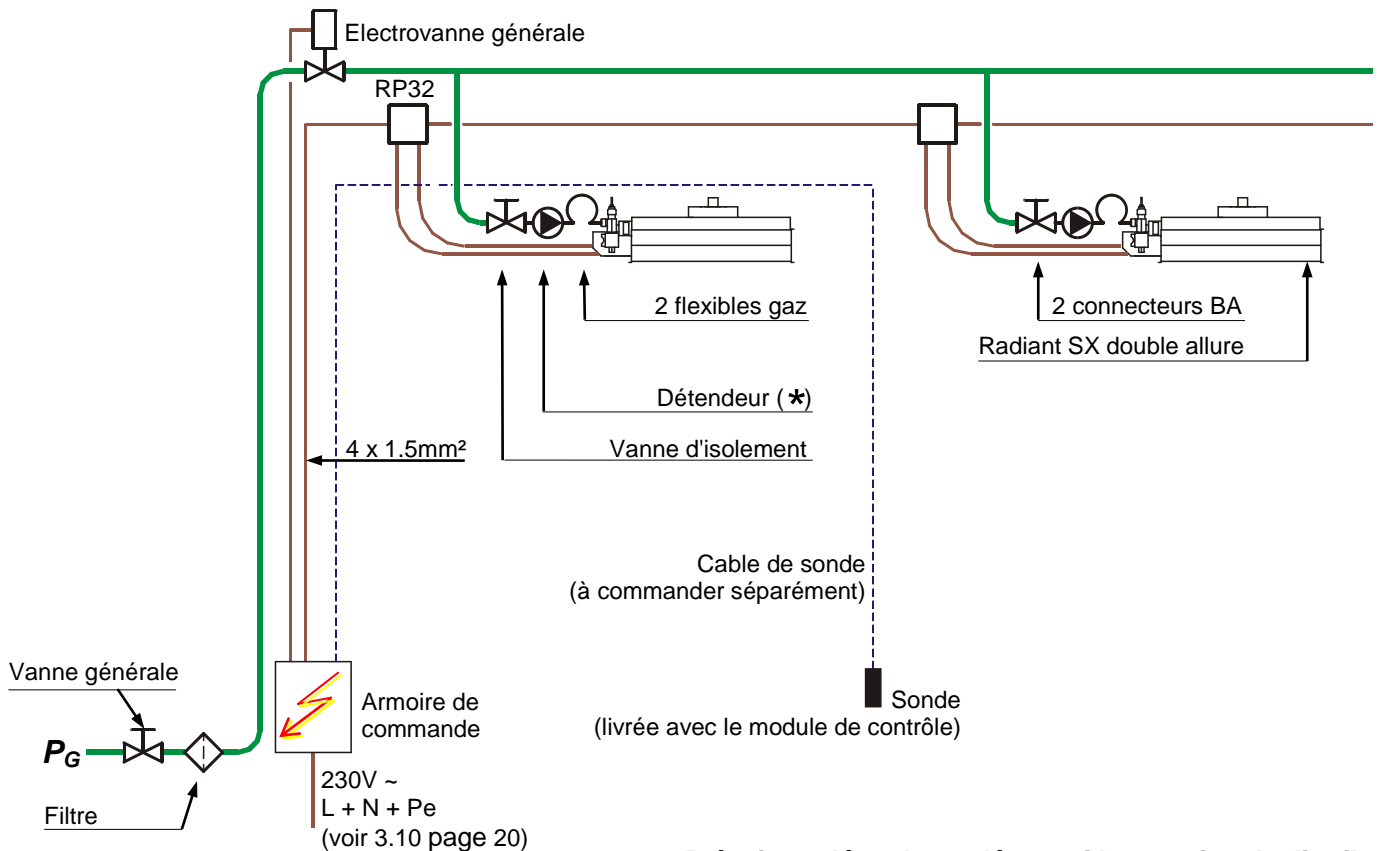 Electrovanne générale
RP32
2 flexibles gaz
2 connecteurs BA
Radiant SX double allure
Détendeur (*)
4 x 1.5mm²
Vanne d'isolement
Cable de sonde
(à commander séparément)
Vanne générale
Armoire de
commande
Sonde
(livrée avec le module de contrôle)
PG
230V ~
L + N + Pe
(voir 3.10 page 20)
Filtre